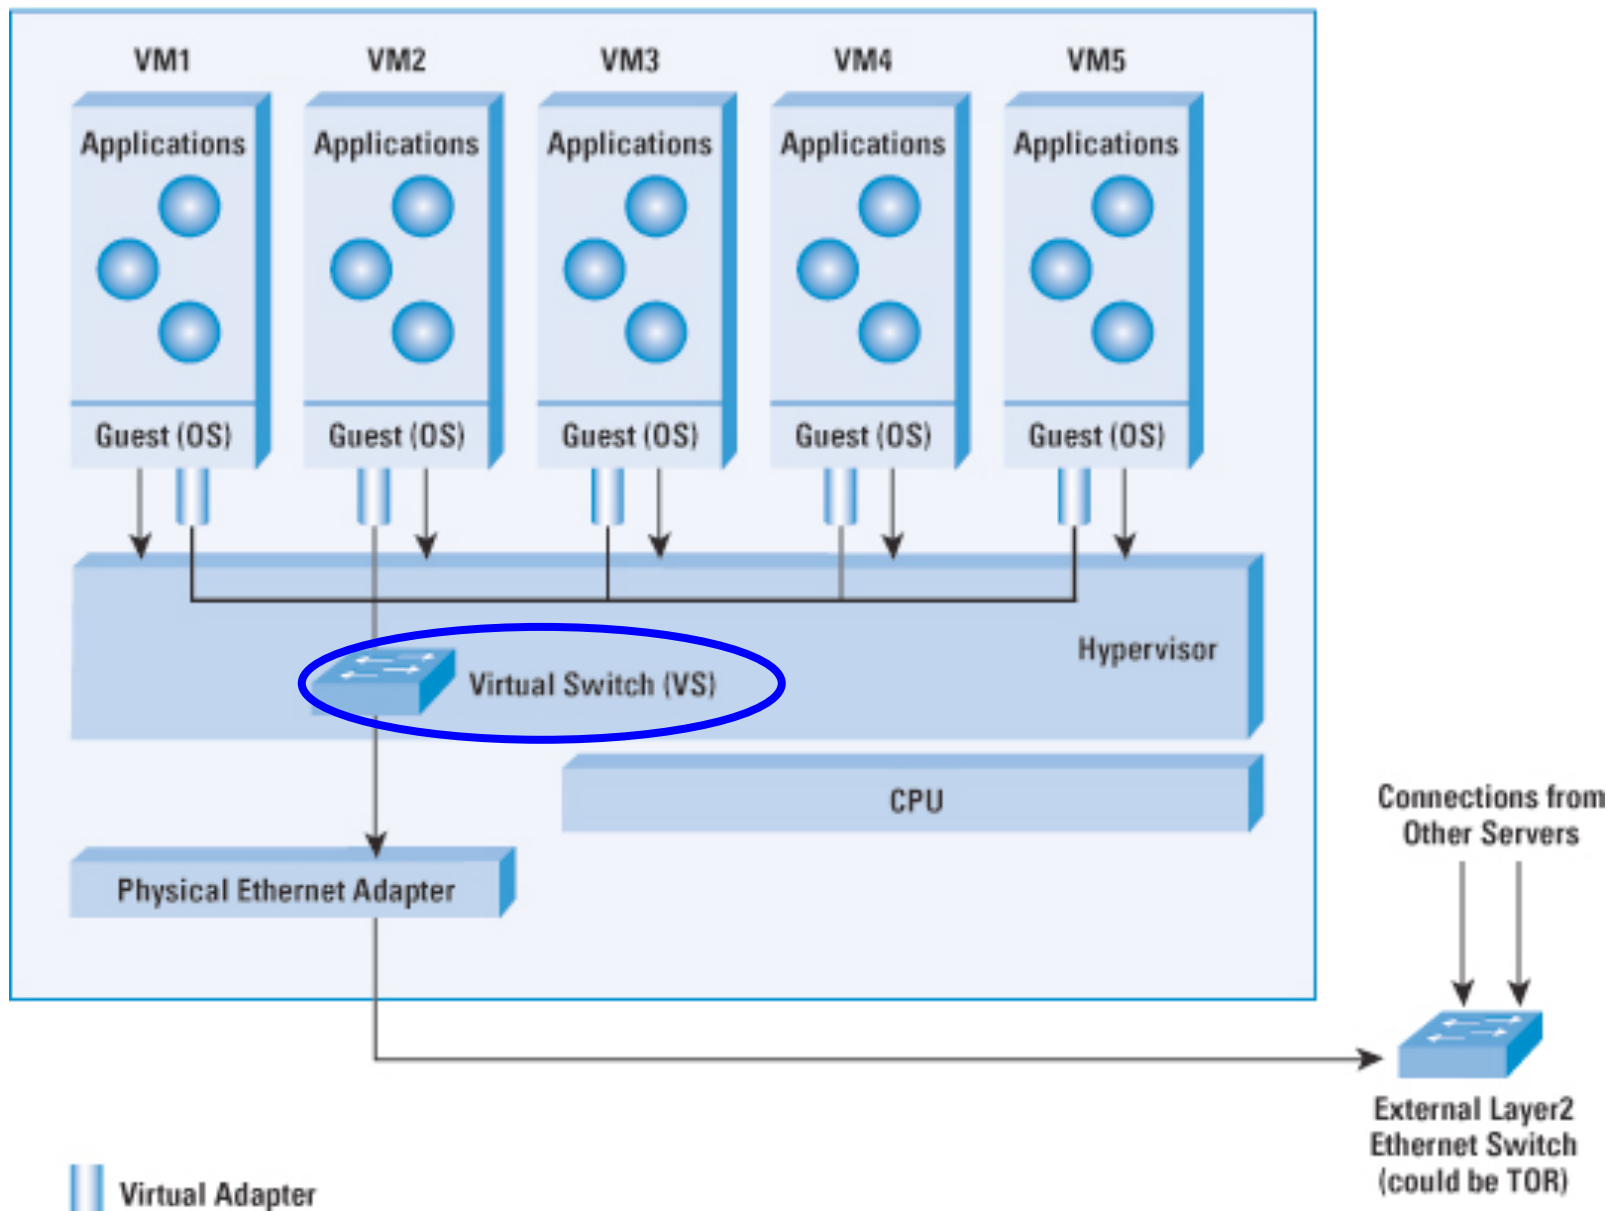 VM1
VM2
VM3
VM4
VM5
Applications
Applications
Applications
Applications
Applications
Guest (OS)
Guest (OS)
Guest (OS)
Guest (OS)
Guest (OS)
Hypervisor
Virtual Switch (VS)
CPU
Connections from
Other Servers
Physical Ethernet Adapter
External Layer2
Ethernet Switch
(could be TOR)
Virtual Adapter